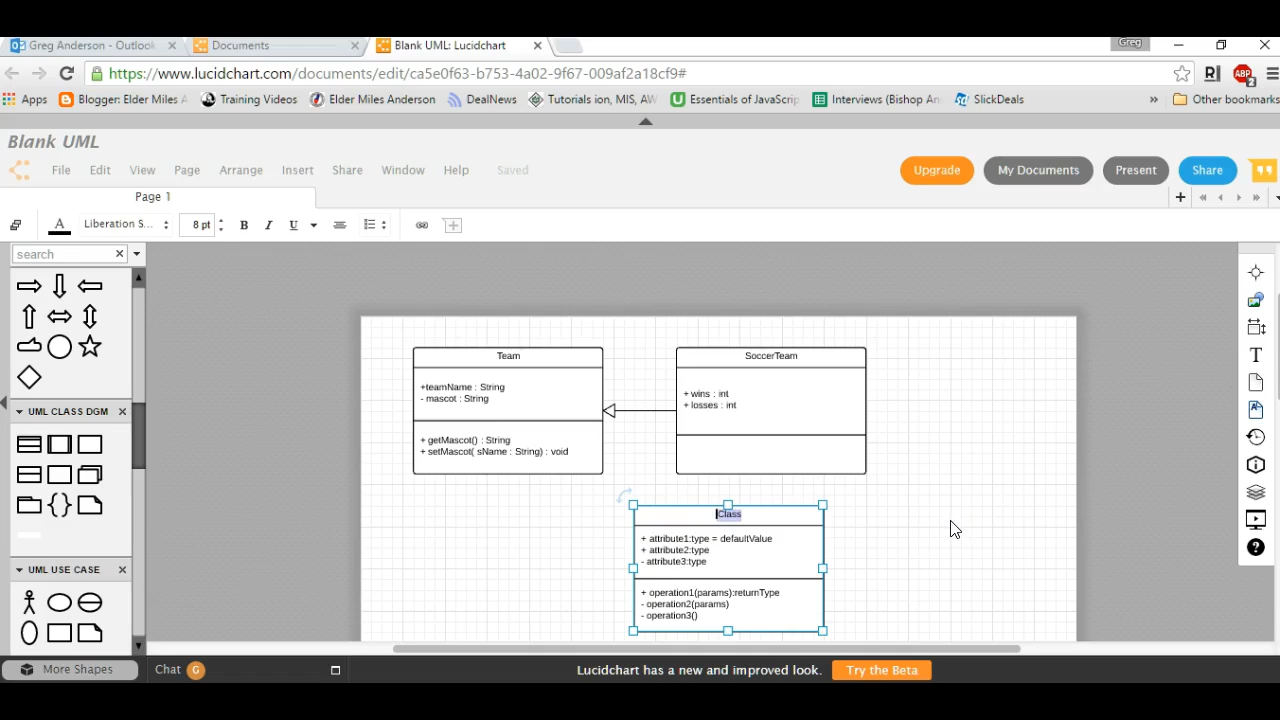 Greg Anderson - Outlook
Documents
Blank UML: Lucidchart
Greg
https://www.lucidchart.com/documents/edit/ca5e0f63-b753-4a02-9f67-009af2a18cf9#
Apps
Blogger: Elder Miles A
Training Videos
Elder Miles Anderson
DealNews
Tutorials ion, MIS, AW
Essentials of JavaScrip
Interviews (Bishop An
SlickDeals
»
Other bookmarks
Blank UML
File Edit View Page Arrange Insert Share Window Help Saved
Upgrade
My Documents
Present
Share
Page 1
Liberation S...
8 pt
B I U
search
UML CLASS DGM
UML USE CASE
Team
+teamName : String
- mascot : String
+ getMascot() : String
+ setMascot( sName : String) : void
SoccerTeam
+ wins : int
+ losses : int
Class
+ attribute1:type = defaultValue
+ attribute2:type
- attribute3:type
+ operation1(params):returnType
- operation2(params)
- operation3()
More Shapes
Chat
G
Lucidchart has a new and improved look.
Try the Beta